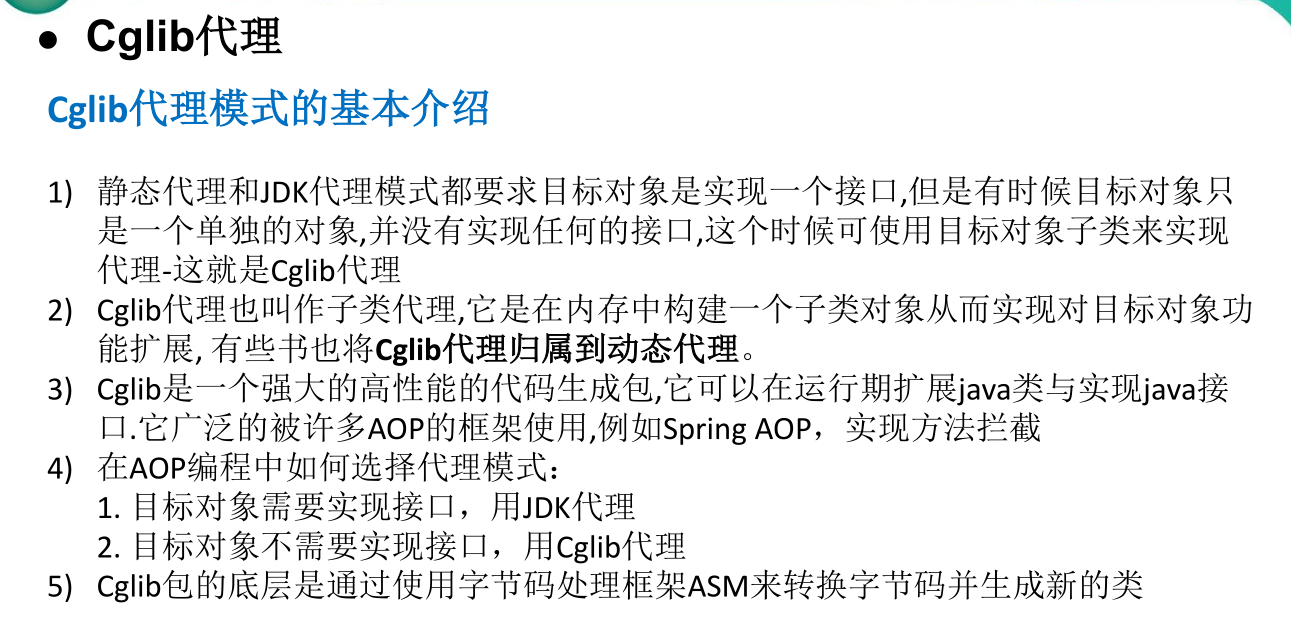 ● Cglib代理
Cglib代理模式的基本介绍
1) 静态代理和JDK代理模式都要求目标对象是实现一个接口,但是有时候目标对象只
是一个单独的对象,并没有实现任何的接口,这个时候可使用目标对象子类来实现
代理-这就是Cglib代理
2) Cglib代理也叫作子类代理,它是在内存中构建一个子类对象从而实现对目标对象功
能扩展, 有些书也将Cglib代理归属到动态代理。
3) Cglib是一个强大的高性能的代码生成包,它可以在运行期扩展java类与实现java接
口.它广泛的被许多AOP的框架使用,例如Spring AOP，实现方法拦截
4) 在AOP编程中如何选择代理模式：
1. 目标对象需要实现接口，用JDK代理
2. 目标对象不需要实现接口，用Cglib代理
5) Cglib包的底层是通过使用字节码处理框架ASM来转换字节码并生成新的类